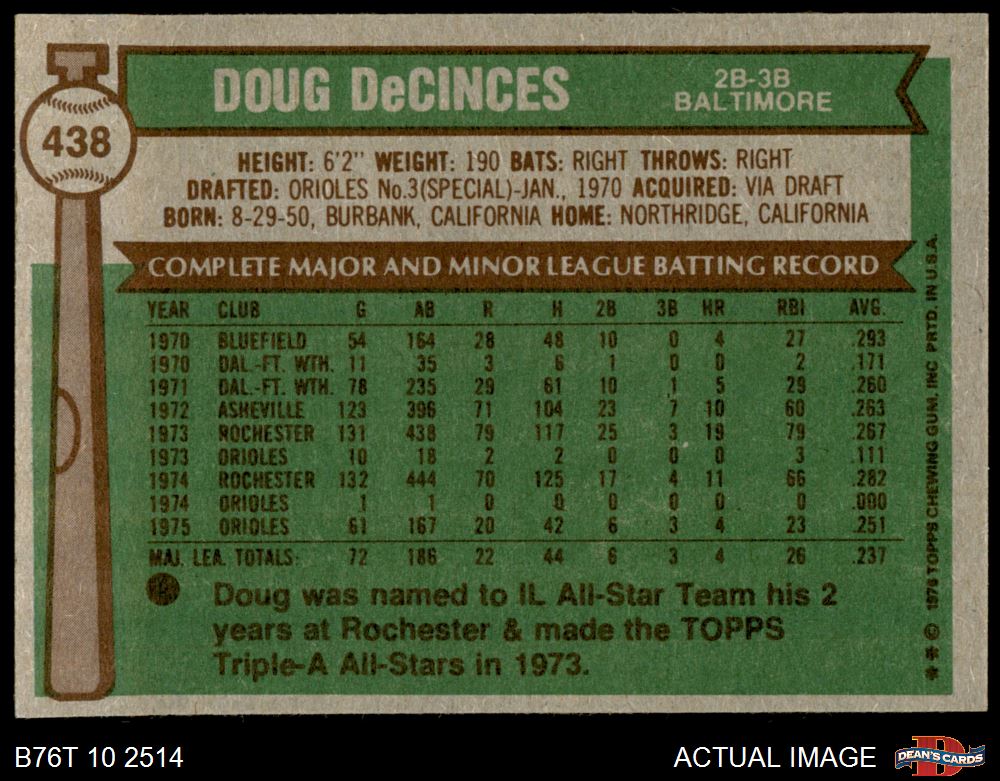 DOUG DeCINCES
2B-3B
BALTIMORE
438
HEIGHT: 6'2" WEIGHT: 190 BATS: RIGHT THROWS: RIGHT
DRAFTED: ORIOLES No.3(SPECIAL)-JAN., 1970 ACQUIRED: VIA DRAFT
BORN: 8-29-50, BURBANK, CALIFORNIA HOME: NORTHRIDGE, CALIFORNIA
COMPLETE MAJOR AND MINOR LEAGUE BATTING RECORD
YEAR CLUB G AB R H 2B 3B HR RBI AVG.
1970 BLUEFIELD 54 164 28 48 10 0 4 27 .293
1970 DAL.-FT. WTH. 11 35 3 6 1 0 0 2 .171
1971 DAL.-FT. WTH. 78 235 29 61 10 1 5 29 .260
1972 ASHEVILLE 123 396 71 104 23 7 10 60 .263
1973 ROCHESTER 131 438 79 117 25 3 19 79 .267
1973 ORIOLES 10 18 2 2 0 0 0 3 .111
1974 ROCHESTER 132 444 70 125 17 4 11 66 .282
1974 ORIOLES 1 1 0 0 0 0 0 0 .000
1975 ORIOLES 61 167 20 42 6 3 4 23 .251
MAJ. LEA. TOTALS: 72 186 22 44 6 3 4 26 .237
Doug was named to IL All-Star Team his 2
years at Rochester & made the TOPPS
Triple-A All-Stars in 1973.
** © 1976 TOPPS CHEWING GUM, INC PRTD. IN U.S.A.
B76T 10 2514
ACTUAL IMAGE
DEAN'S CARDS